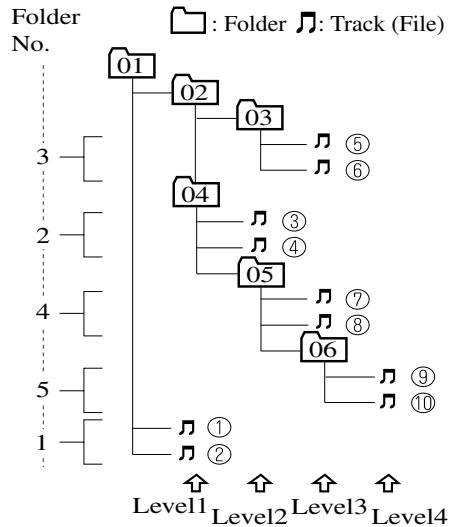 Folder
No.
: Folder
: Track (File)
01
02
03
⑤
3
⑥
04
③
2
④
05
⑦
4
⑧
06
⑨
5
⑩
①
1
②
Level1
Level2
Level3
Level4